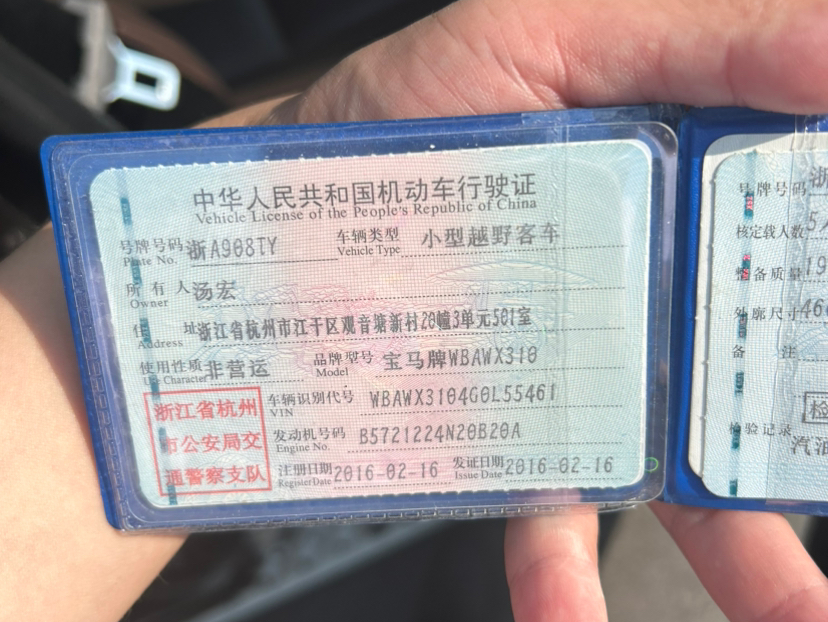 中华人民共和国机动车行驶证
Vehicle License of the People's Republic of China
号牌号码 浙A908TY 车辆类型 小型越野客车
Plate No. Vehicle Type
所有人 汤宏
Owner
住址 浙江省杭州市江干区观音塘新村20幢3单元501室
Address
使用性质 非营运 品牌型号 宝马牌WBAWX310
Use Character Model
浙江省杭州
市公安局交
通警察支队
车辆识别代号 WBAWX3104G0L55461
VIN
发动机号码 B5721224N20B20A
Engine No.
注册日期 2016-02-16 发证日期 2016-02-16
Register Date Issue Date
号牌号码 浙
核定载人数 5
整备质量 19
外廓尺寸 46
备注
检验记录
检
汽油